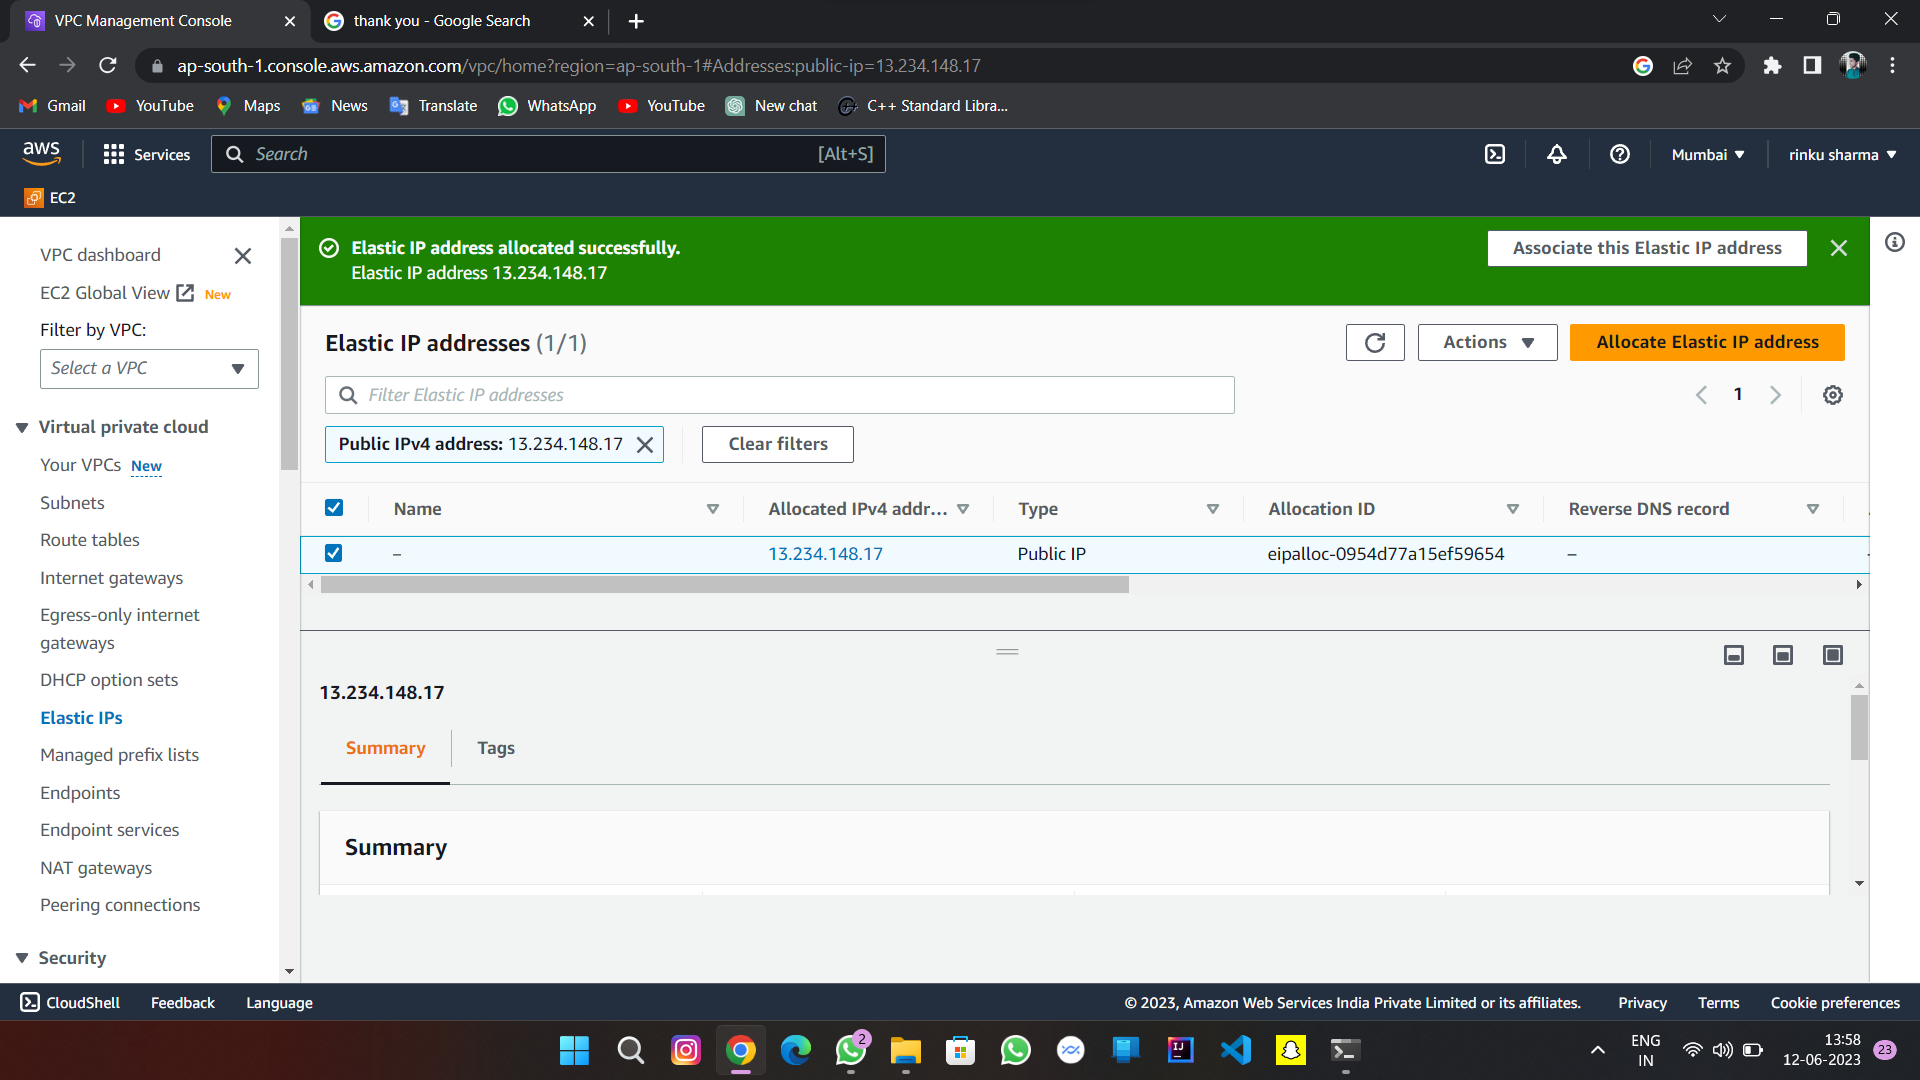 VPC Management Console
thank you - Google Search
ap-south-1.console.aws.amazon.com/vpc/home?region=ap-south-1#Addresses:public-ip=13.234.148.17
Gmail
YouTube
Maps
News
Translate
WhatsApp
YouTube
New chat
C++ Standard Libra...
aws
Services
Search
[Alt+S]
Mumbai
rinku sharma
EC2
VPC dashboard
EC2 Global View New
Filter by VPC:
Select a VPC
Virtual private cloud
Your VPCs New
Subnets
Route tables
Internet gateways
Egress-only internet
gateways
DHCP option sets
Elastic IPs
Managed prefix lists
Endpoints
Endpoint services
NAT gateways
Peering connections
Security
Elastic IP address allocated successfully.
Elastic IP address 13.234.148.17
Associate this Elastic IP address
Elastic IP addresses (1/1)
Actions
Allocate Elastic IP address
Filter Elastic IP addresses
1
Public IPv4 address: 13.234.148.17
Clear filters
Name
Allocated IPv4 addr...
Type
Allocation ID
Reverse DNS record
–
13.234.148.17
Public IP
eipalloc-0954d77a15ef59654
–
13.234.148.17
Summary
Tags
Summary
CloudShell
Feedback
Language
© 2023, Amazon Web Services India Private Limited or its affiliates.
Privacy
Terms
Cookie preferences
2
IJ
ENG
IN
13:58
12-06-2023
23